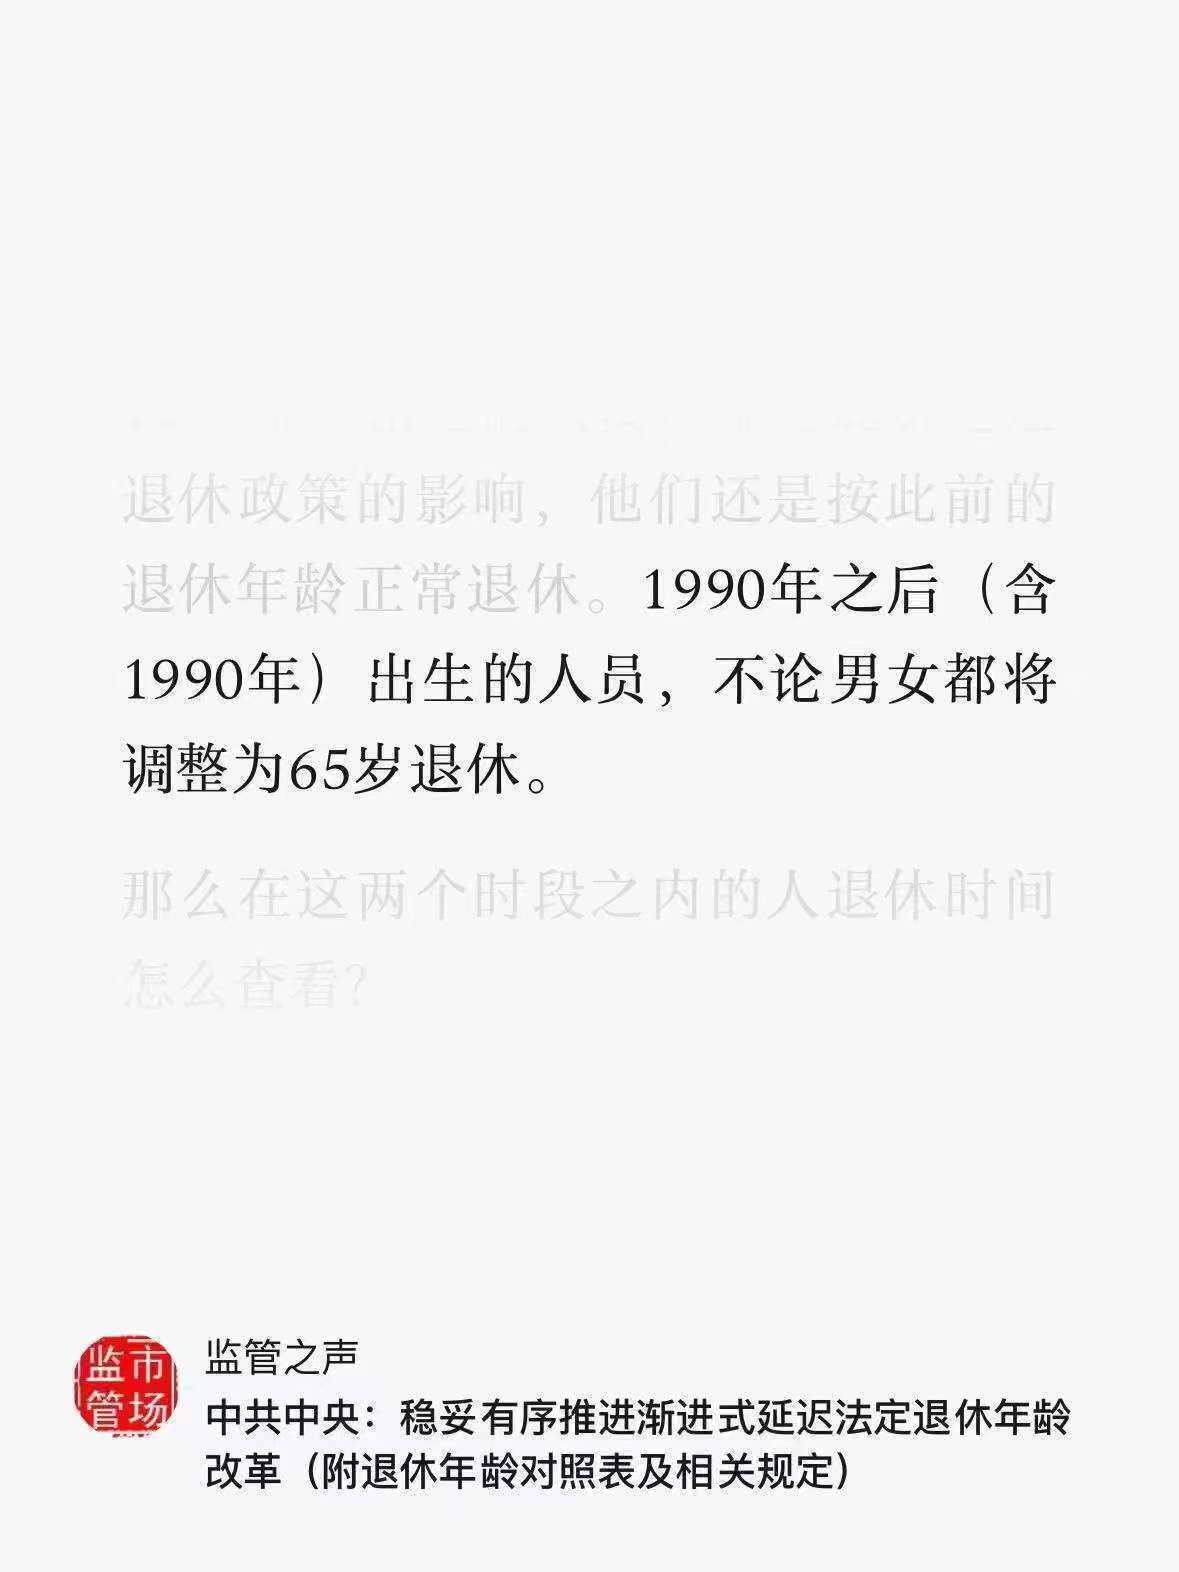 退休政策的影响，他们还是按此前的
退休年龄正常退休。1990年之后（含
1990年）出生的人员，不论男女都将
调整为65岁退休。
那么在这两个时段之内的人退休时间
怎么查看？
市场
监管
监管之声
中共中央：稳妥有序推进渐进式延迟法定退休年龄
改革（附退休年龄对照表及相关规定）